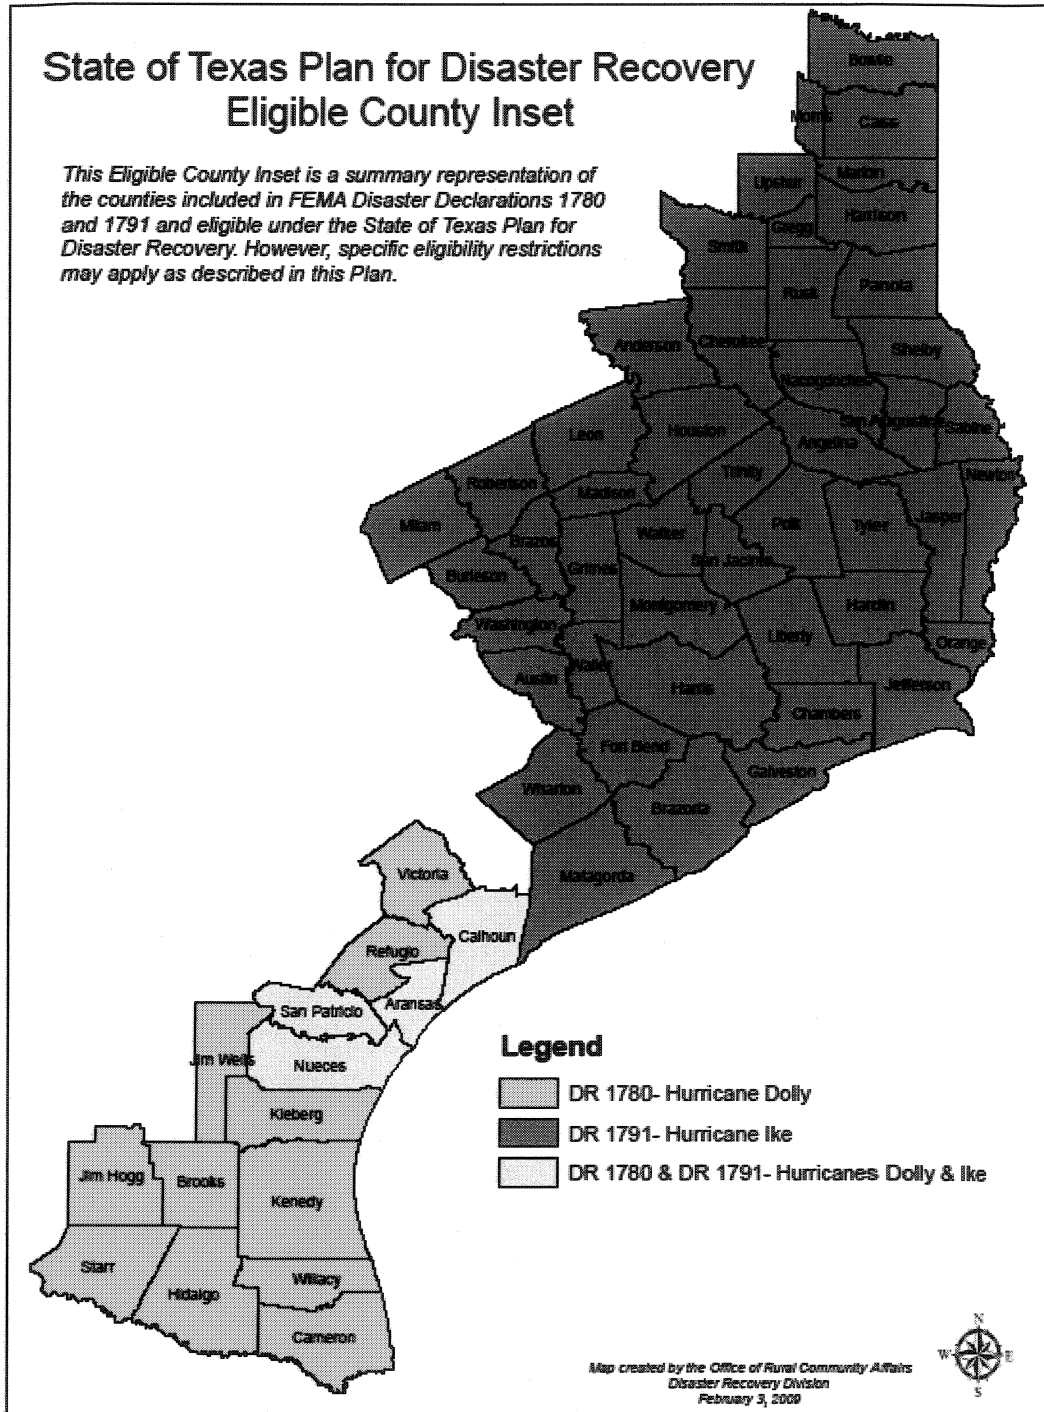 State of Texas Plan for Disaster Recovery
Eligible County Inset
This Eligible County Inset is a summary representation of
the counties included in FEMA Disaster Declarations 1780
and 1791 and eligible under the State of Texas Plan for
Disaster Recovery. However, specific eligibility restrictions
may apply as described in this Plan.
Bowie
Morris
Cass
Marion
Upshur
Harrison
Gregg
Smith
Rusk
Panola
Anderson
Cherokee
Shelby
Nacogdoches
San Augustine
Sabine
Leon
Houston
Angelina
Trinity
Newton
Robertson
Madison
Milam
Walker
Polk
Tyler
Jasper
Brazos
San Jacinto
Grimes
Burleson
Montgomery
Hardin
Washington
Liberty
Orange
Waller
Austin
Harris
Jefferson
Chambers
Fort Bend
Galveston
Wharton
Brazoria
Victoria
Matagorda
Calhoun
Refugio
Aransas
San Patricio
Jim Wells
Nueces
Kleberg
Jim Hogg
Brooks
Kenedy
Starr
Willacy
Hidalgo
Cameron
Legend
DR 1780- Hurricane Dolly
DR 1791- Hurricane Ike
DR 1780 & DR 1791- Hurricanes Dolly & Ike
N
W
E
S
Map created by the Office of Rural Community Affairs
Disaster Recovery Division
February 3, 2009